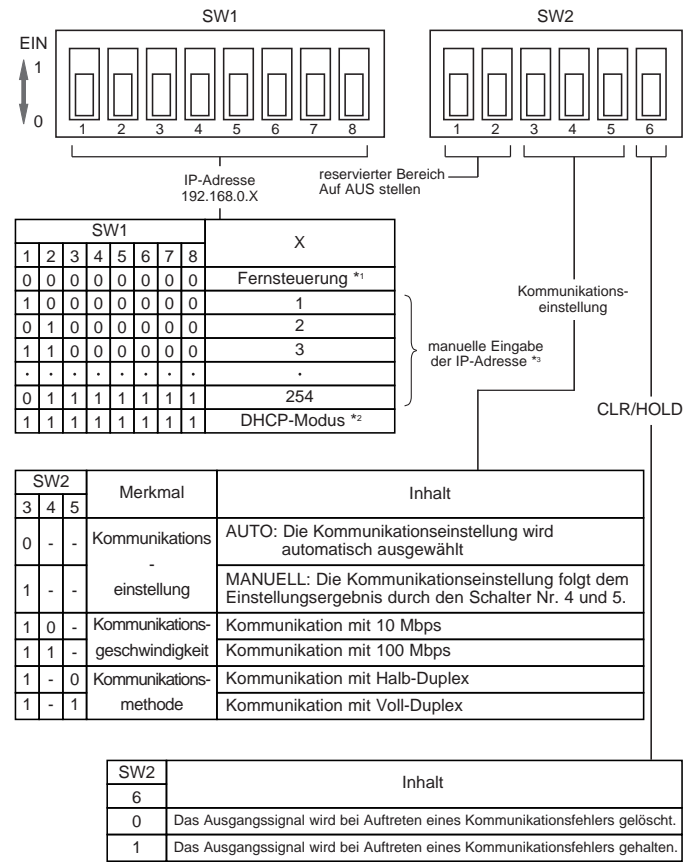 SW1
SW2
EIN
1
0
1 2 3 4 5 6 7 8
1 2 3 4 5 6
IP-Adresse
192.168.0.X
reservierter Bereich
Auf AUS stellen
SW1 X
1 2 3 4 5 6 7 8
0 0 0 0 0 0 0 0 Fernsteuerung *1
1 0 0 0 0 0 0 0 1
0 1 0 0 0 0 0 0 2
1 1 0 0 0 0 0 0 3
· · · · · · · · ·
0 1 1 1 1 1 1 1 254
1 1 1 1 1 1 1 1 DHCP-Modus *2
manuelle Eingabe
der IP-Adresse *3
Kommunikations-
einstellung
CLR/HOLD
SW2 Merkmal Inhalt
3 4 5
0 - - Kommunikations
-
einstellung
AUTO: Die Kommunikationseinstellung wird
automatisch ausgewählt
1 - - MANUELL: Die Kommunikationseinstellung folgt dem
Einstellungsergebnis durch den Schalter Nr. 4 und 5.
1 0 - Kommunikations- Kommunikation mit 10 Mbps
1 1 - geschwindigkeit Kommunikation mit 100 Mbps
1 - 0 Kommunikations- Kommunikation mit Halb-Duplex
1 - 1 methode Kommunikation mit Voll-Duplex
SW2 Inhalt
6
0 Das Ausgangssignal wird bei Auftreten eines Kommunikationsfehlers gelöscht.
1 Das Ausgangssignal wird bei Auftreten eines Kommunikationsfehlers gehalten.